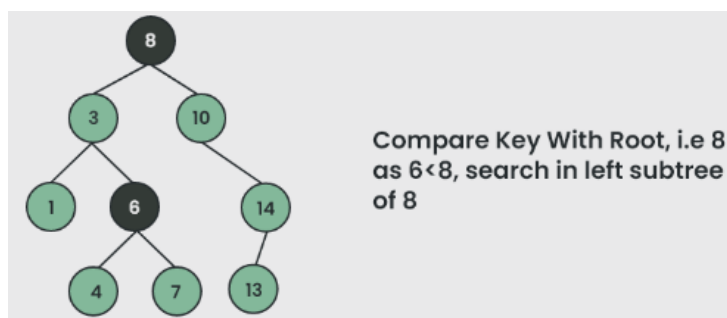 8
3 10
1 6 14
4 7 13
Compare Key With Root, i.e 8
as 6<8, search in left subtree
of 8